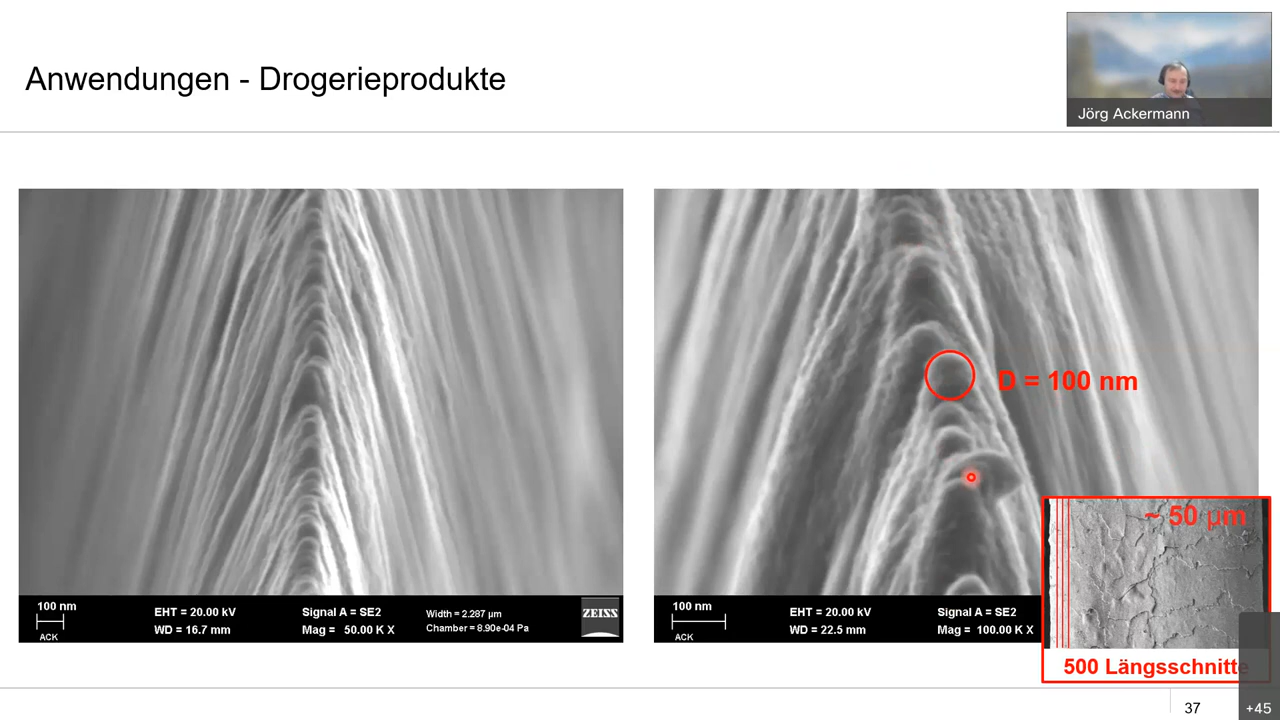 Anwendungen - Drogerieprodukte
Jörg Ackermann
D = 100 nm
100 nm
ACK
EHT = 20.00 kV
WD = 16.7 mm
Signal A = SE2
Mag = 50.00 K X
Width = 2.287 µm
Chamber = 8.90e-04 Pa
ZEISS
100 nm
ACK
EHT = 20.00 kV
WD = 22.5 mm
Signal A = SE2
Mag = 100.00 K X
~ 50 µm
500 Längsschnitte
37
+45